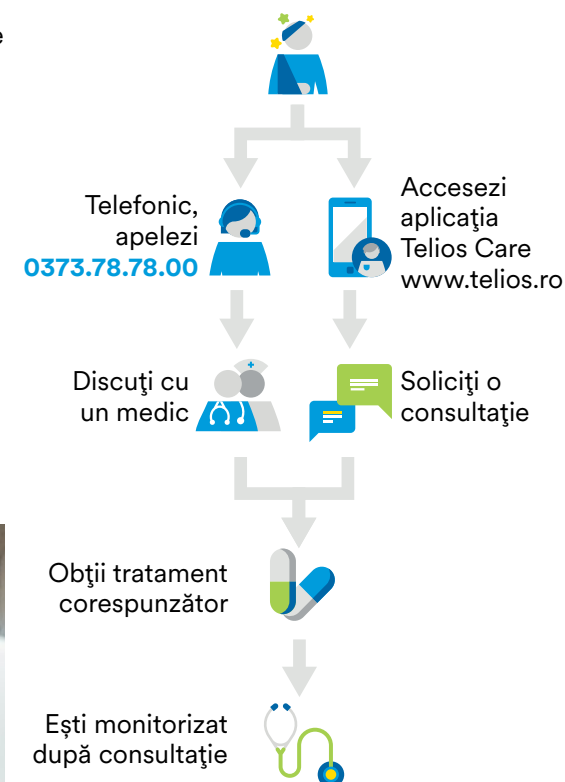 e
Telefonic,
apelezi
0373.78.78.00
Accesezi
aplicaţia
Telios Care
www.telios.ro
Discuţi cu
un medic
Soliciţi o
consultaţie
Obţii tratament
corespunzător
Ești monitorizat
după consultaţie